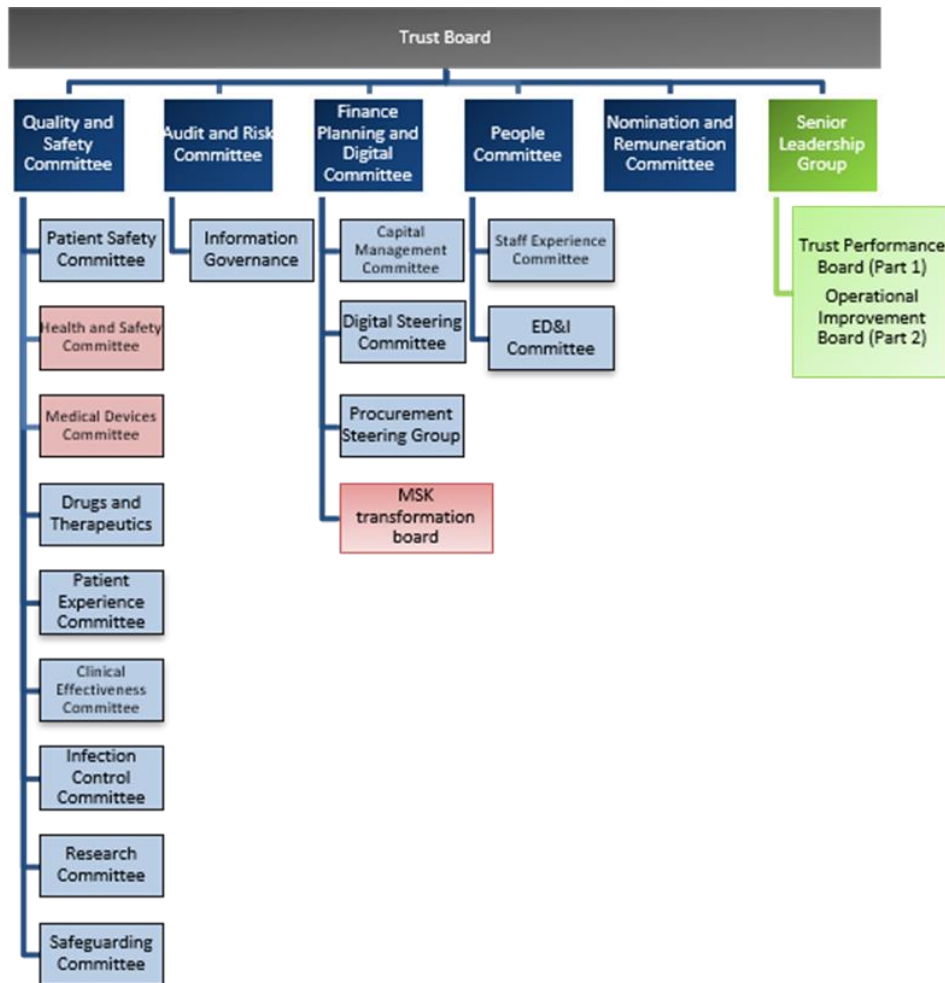 Trust Board
Quality and
Safety
Committee
Audit and Risk
Committee
Finance
Planning and
Digital
Committee
People
Committee
Nomination and
Remuneration
Committee
Senior
Leadership
Group
Patient Safety
Committee
Health and Safety
Committee
Medical Devices
Committee
Drugs and
Therapeutics
Patient
Experience
Committee
Clinical
Effectiveness
Committee
Infection
Control
Committee
Research
Committee
Safeguarding
Committee
Information
Governance
Capital
Management
Committee
Digital Steering
Committee
Procurement
Steering Group
MSK
transformation
board
Staff Experience
Committee
ED&I
Committee
Trust Performance
Board (Part 1)
Operational
Improvement
Board (Part 2)